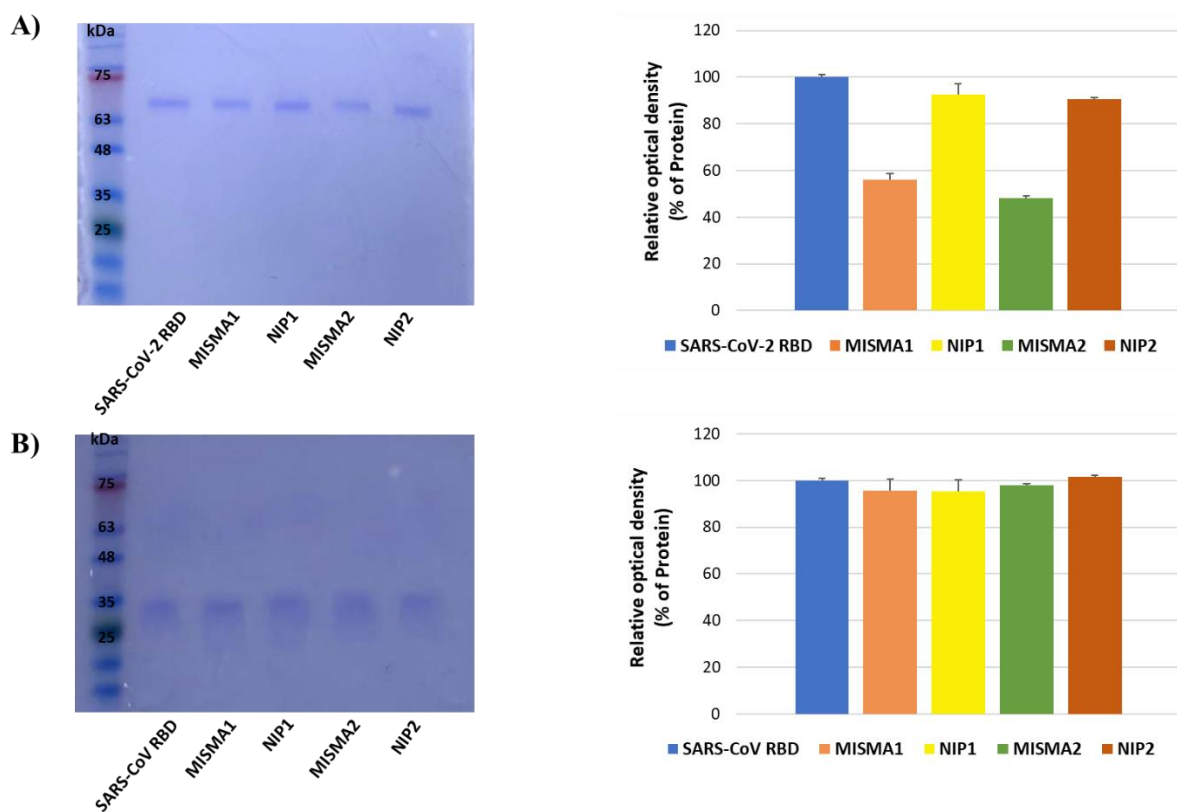 A)
kDa
75
63
48
35
25
SARS-CoV-2 RBD
MISMA1
NIP1
MISMA2
NIP2
Relative optical density
(% of Protein)
120
100
80
60
40
20
0
SARS-CoV-2 RBD MISMA1 NIP1 MISMA2 NIP2
B)
kDa
75
63
48
35
25
SARS-CoV RBD
MISMA1
NIP1
MISMA2
NIP2
Relative optical density
(% of Protein)
120
100
80
60
40
20
0
SARS-CoV RBD MISMA1 NIP1 MISMA2 NIP2